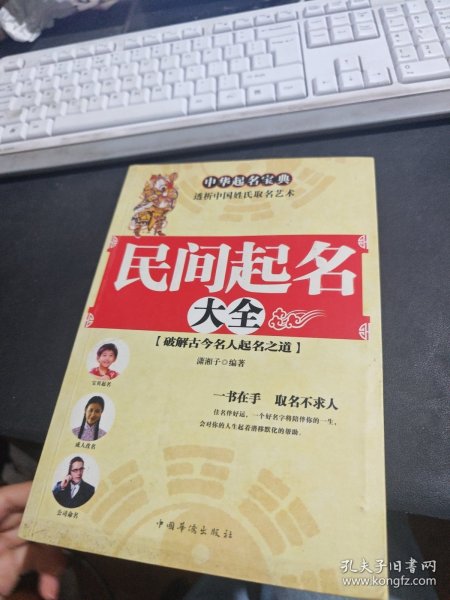 中华起名宝典
透析中国姓氏取名艺术
民间起名
大全
【破解古今名人起名之道】
潇湘子◎编著
宝贝起名
成人改名
公司命名
一书在手 取名不求人
佳名伴好运，一个好名字将陪伴你的一生，
会对你的人生起着潜移默化的帮助。
中国华侨出版社
孔夫子旧书网
www.kongfz.com